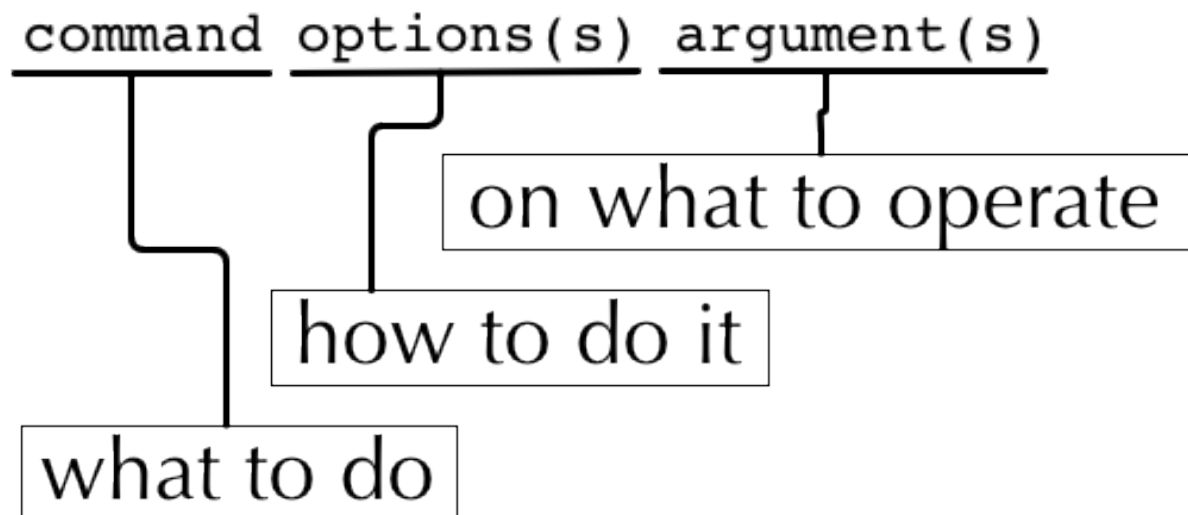 command options(s) argument(s)
on what to operate
how to do it
what to do